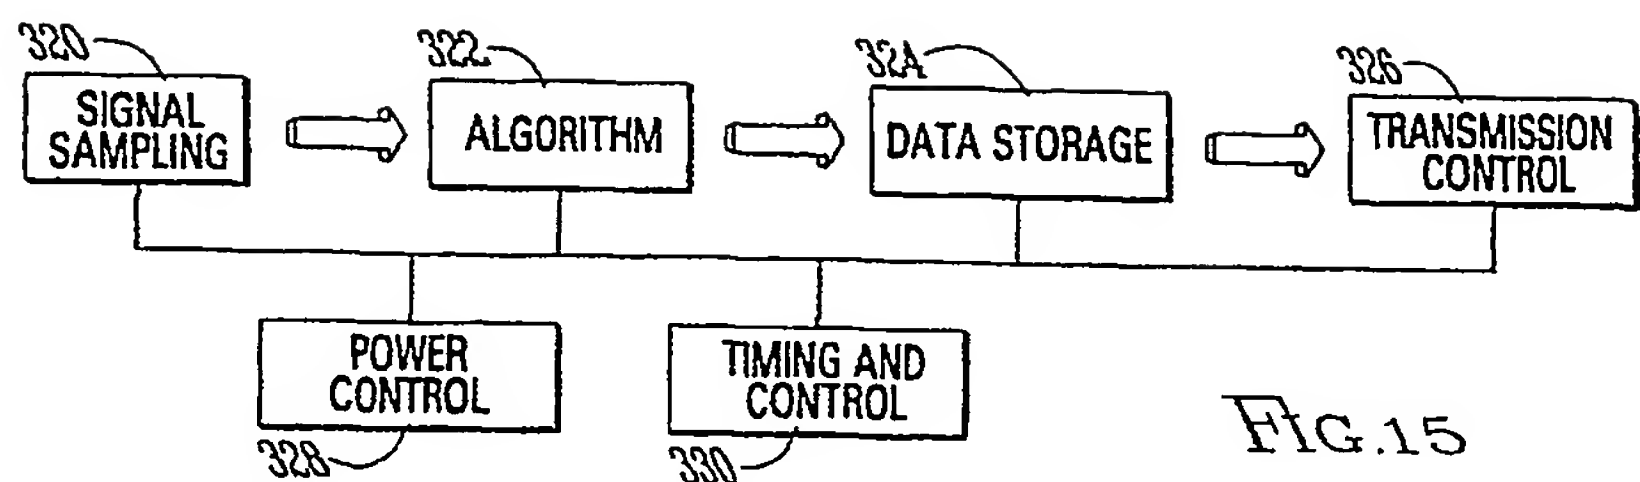 320
322
324
326
SIGNAL
SAMPLING
ALGORITHM
DATA STORAGE
TRANSMISSION
CONTROL
POWER
CONTROL
TIMING AND
CONTROL
328
330
FIG.15